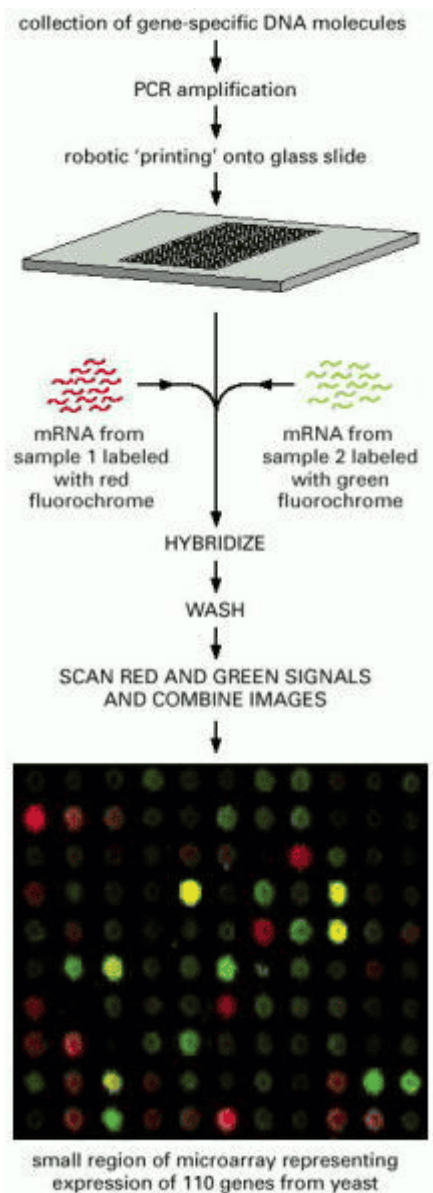 collection of gene-specific DNA molecules
PCR amplification
robotic ‘printing’ onto glass slide
mRNA from
sample 1 labeled
with red
fluorochrome
mRNA from
sample 2 labeled
with green
fluorochrome
HYBRIDIZE
WASH
SCAN RED AND GREEN SIGNALS
AND COMBINE IMAGES
small region of microarray representing
expression of 110 genes from yeast